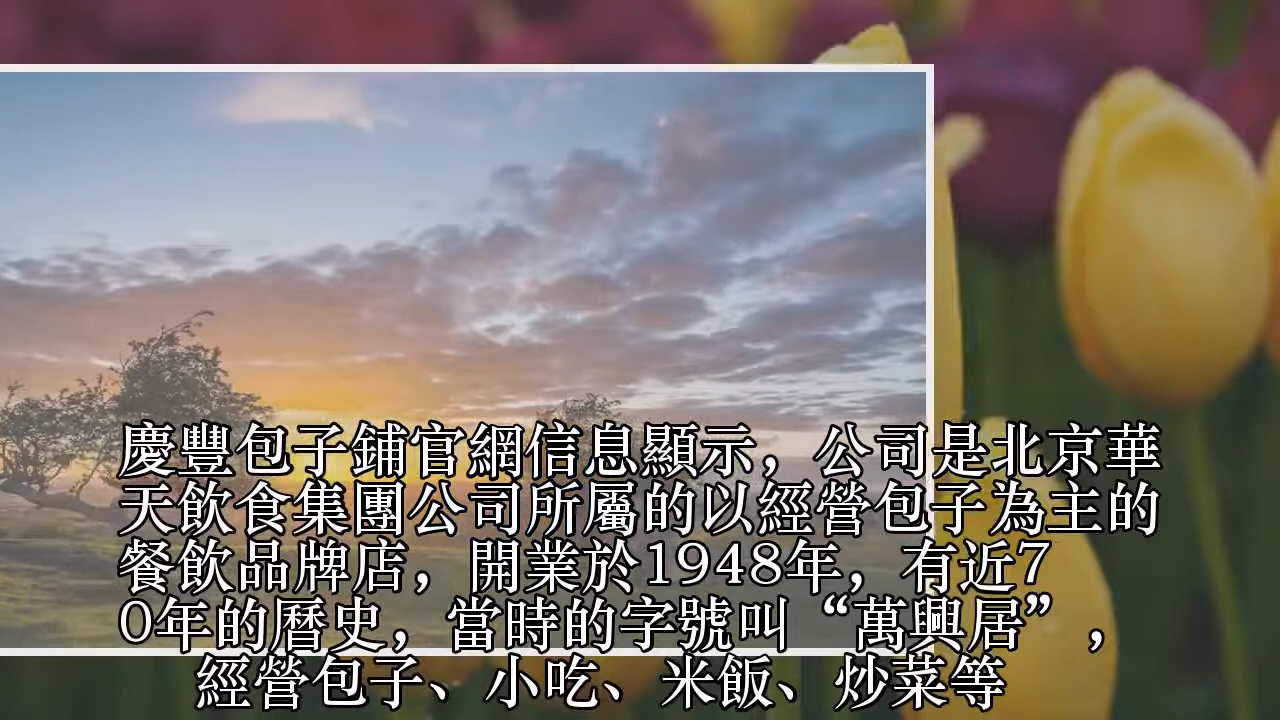 慶豐包子鋪官網信息顯示，公司是北京華
天飲食集團公司所屬的以經營包子為主的
餐飲品牌店，開業於1948年，有近7
0年的曆史，當時的字號叫“萬興居”，
經營包子、小吃、米飯、炒菜等